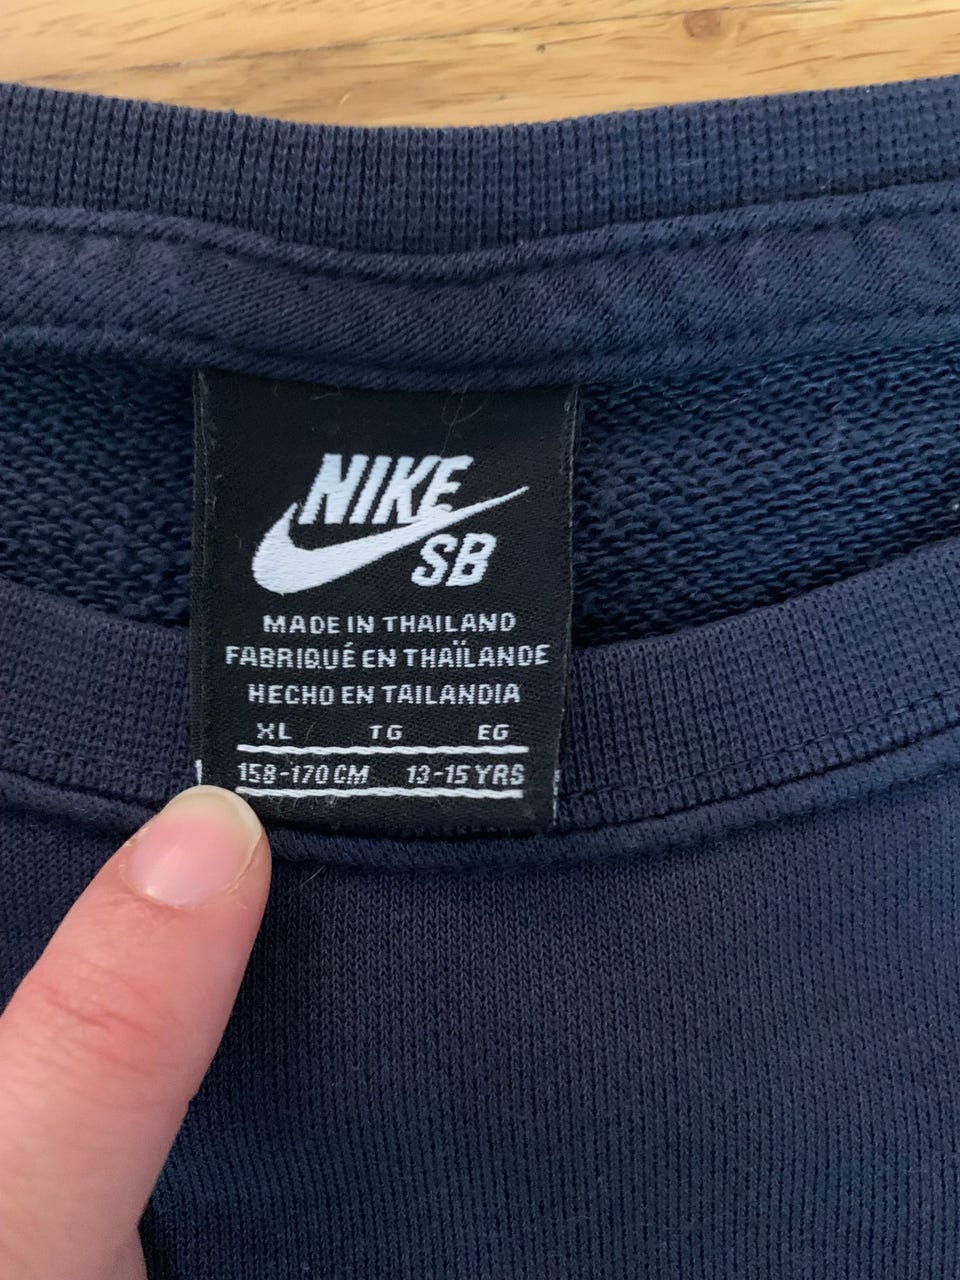 NIKE
SB
MADE IN THAILAND
FABRIQUÉ EN THAÏLANDE
HECHO EN TAILANDIA
XL TG EG
158-170 CM 13-15 YRS